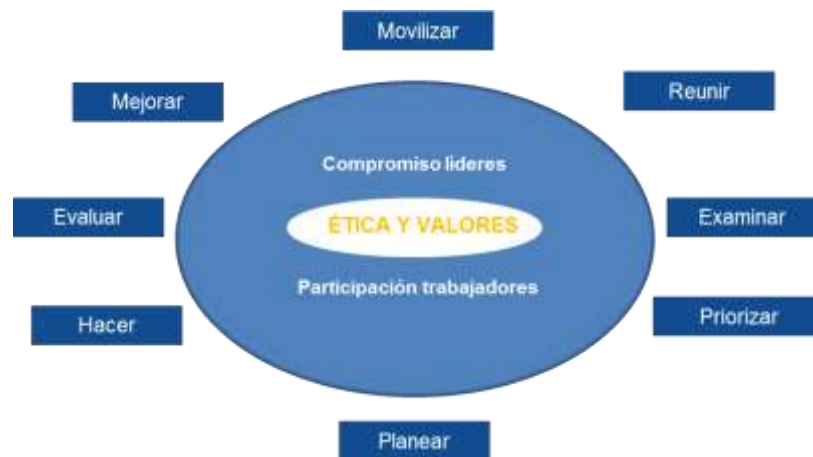 Movilizar
Mejorar
Reunir
Compromiso lideres
Evaluar
ÉTICA Y VALORES
Examinar
Participación trabajadores
Hacer
Priorizar
Planear